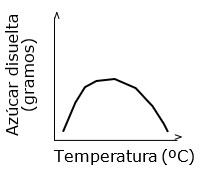 Azúcar disuelta
(gramos)
Temperatura (ºC)